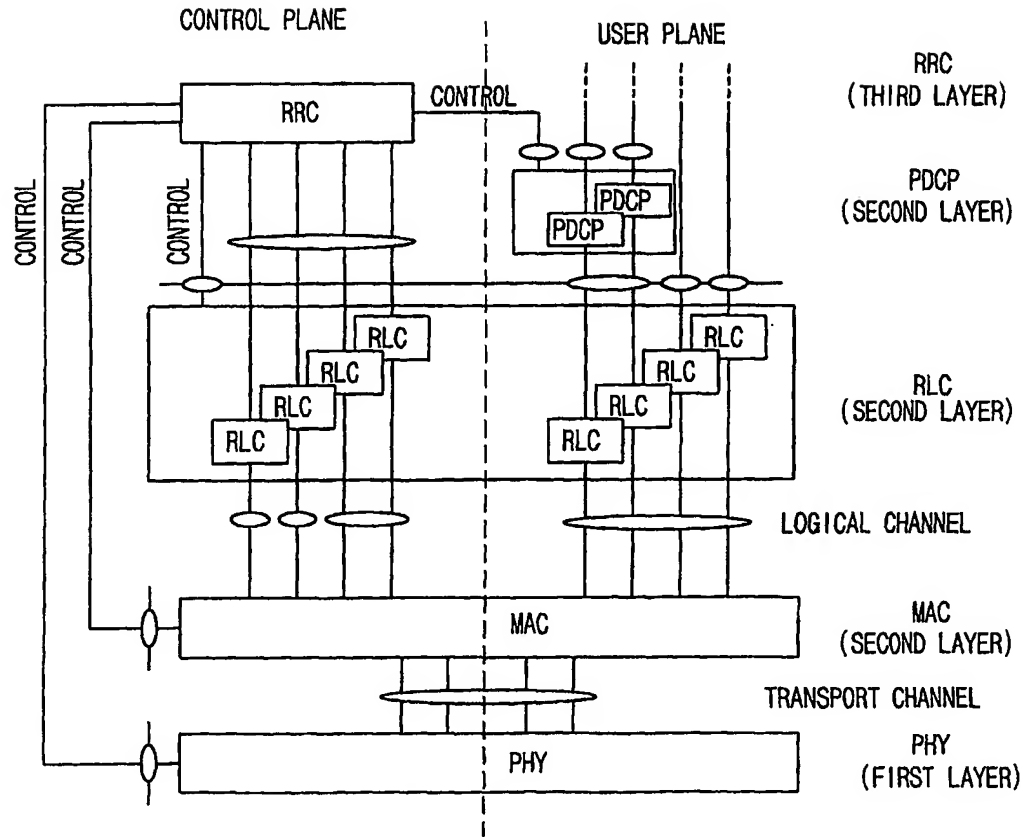 CONTROL PLANE
USER PLANE
RRC
(THIRD LAYER)
RRC
CONTROL
CONTROL
CONTROL
CONTROL
PDCP
PDCP
PDCP
(SECOND LAYER)
RLC
RLC
RLC
RLC
RLC
RLC
RLC
RLC
RLC
(SECOND LAYER)
LOGICAL CHANNEL
MAC
MAC
(SECOND LAYER)
TRANSPORT CHANNEL
PHY
PHY
(FIRST LAYER)